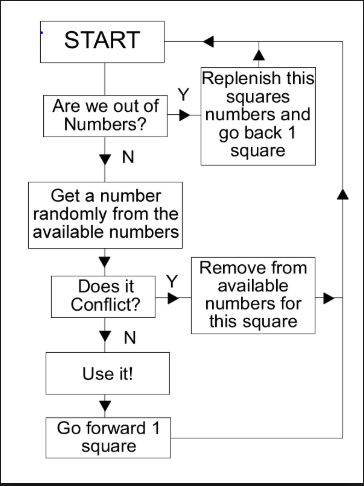 START
Are we out of
Numbers?
Y
Replenish this
squares
numbers and
go back 1
square
N
Get a number
randomly from the
available numbers
Does it
Conflict?
Y
Remove from
available
numbers for
this square
N
Use it!
Go forward 1
square